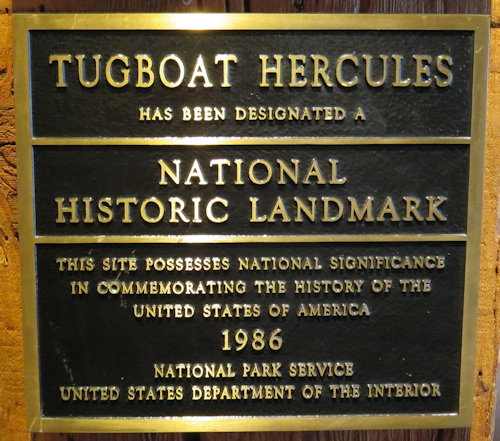 TUGBOAT HERCULES
HAS BEEN DESIGNATED A
NATIONAL
HISTORIC LANDMARK
THIS SITE POSSESSES NATIONAL SIGNIFICANCE
IN COMMEMORATING THE HISTORY OF THE
UNITED STATES OF AMERICA
1986
NATIONAL PARK SERVICE
UNITED STATES DEPARTMENT OF THE INTERIOR